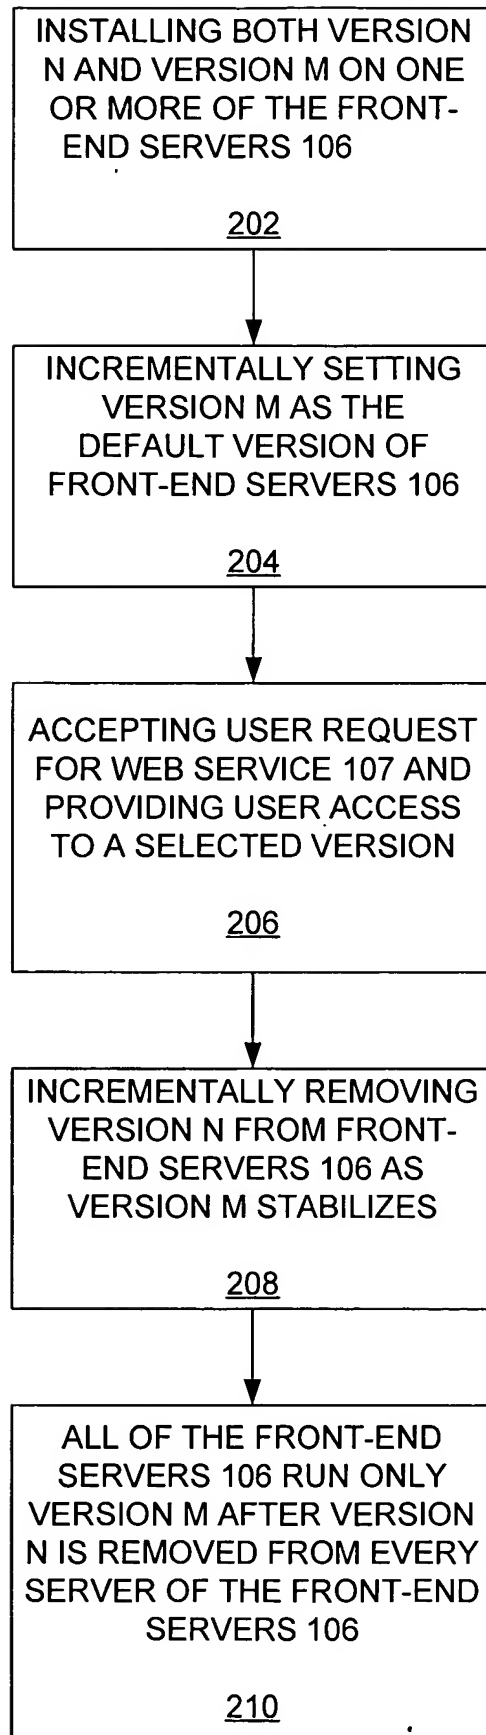 INSTALLING BOTH VERSION
N AND VERSION M ON ONE
OR MORE OF THE FRONT-
END SERVERS 106
202
INCREMENTALLY SETTING
VERSION M AS THE
DEFAULT VERSION OF
FRONT-END SERVERS 106
204
ACCEPTING USER REQUEST
FOR WEB SERVICE 107 AND
PROVIDING USER ACCESS
TO A SELECTED VERSION
206
INCREMENTALLY REMOVING
VERSION N FROM FRONT-
END SERVERS 106 AS
VERSION M STABILIZES
208
ALL OF THE FRONT-END
SERVERS 106 RUN ONLY
VERSION M AFTER VERSION
N IS REMOVED FROM EVERY
SERVER OF THE FRONT-END
SERVERS 106
210